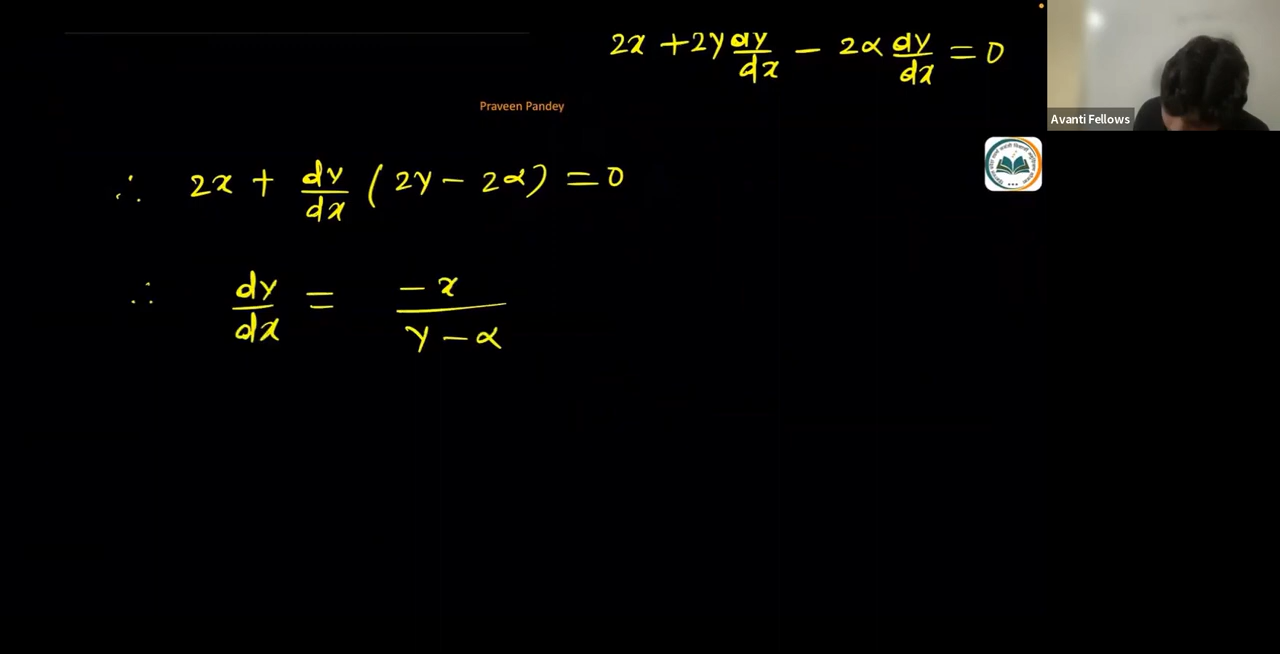 2x + 2y dy/dx - 2α dy/dx = 0
Praveen Pandey
Avanti Fellows
∴ 2x + dy/dx (2y - 2α) = 0
∴ dy/dx = -x/(y - α)